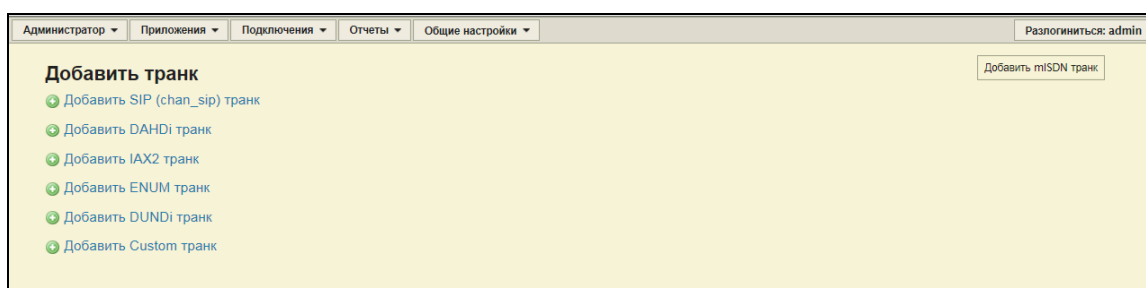 Администратор Приложения Подключения Отчеты Общие настройки Разлогиниться: admin
Добавить транк
Добавить mISDN транк
Добавить SIP (chan_sip) транк
Добавить DAHDi транк
Добавить IAX2 транк
Добавить ENUM транк
Добавить DUNDi транк
Добавить Custom транк